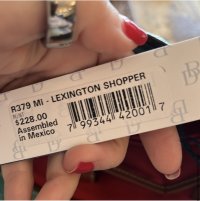 R379 MI - LEXINGTON SHOPPER
$228.00
Assembled
in Mexico
7 99344 42001 7